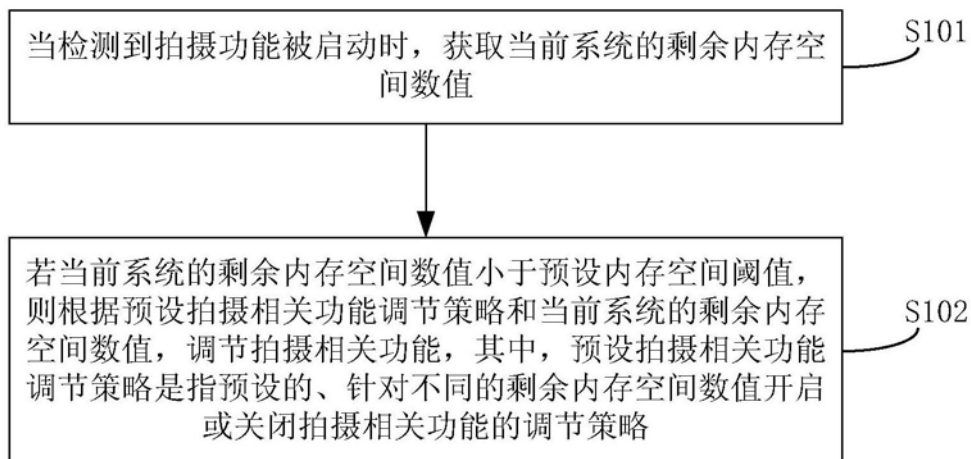 当检测到拍摄功能被启动时，获取当前系统的剩余内存空
间数值
S101
若当前系统的剩余内存空间数值小于预设内存空间阈值，
则根据预设拍摄相关功能调节策略和当前系统的剩余内存
空间数值，调节拍摄相关功能，其中，预设拍摄相关功能
调节策略是指预设的、针对不同的剩余内存空间数值开启
或关闭拍摄相关功能的调节策略
S102